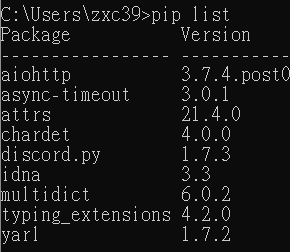 C:\Users\zxc39>pip list
Package Version
----------------- ------------
aiohttp 3.7.4.post0
async-timeout 3.0.1
attrs 21.4.0
chardet 4.0.0
discord.py 1.7.3
idna 3.3
multidict 6.0.2
typing_extensions 4.2.0
yarl 1.7.2